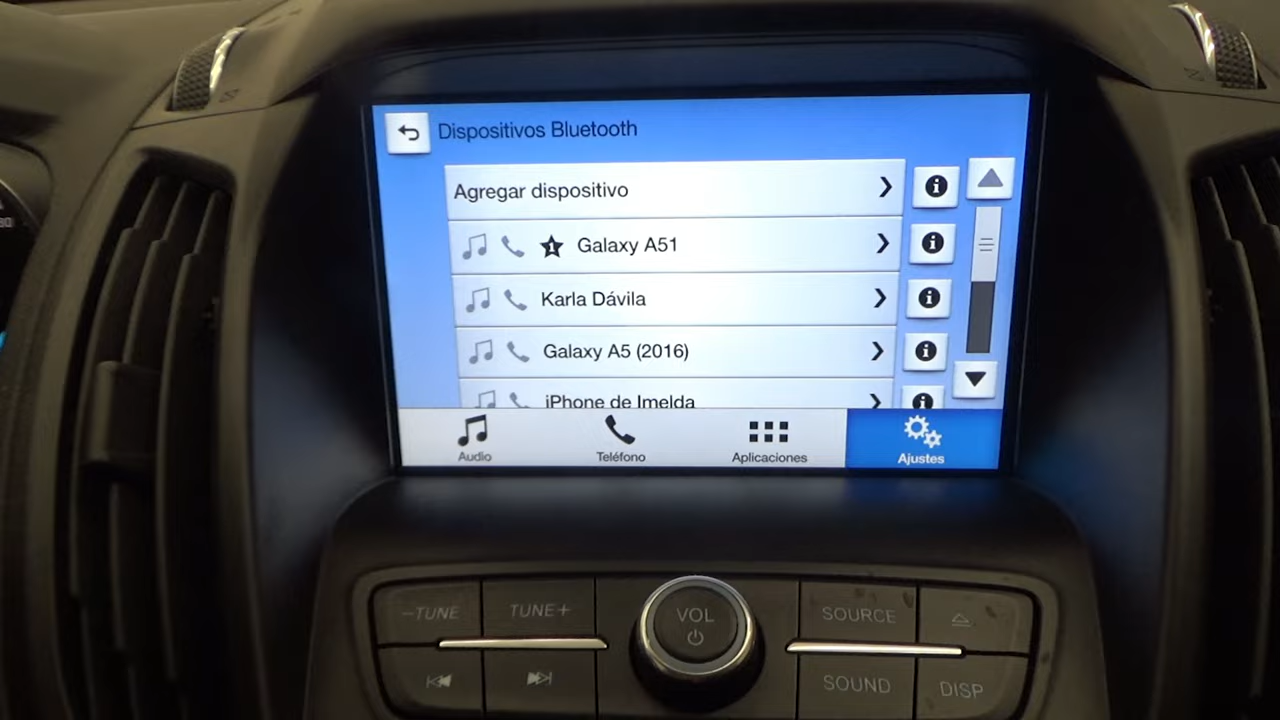 Dispositivos Bluetooth
Agregar dispositivo
1 Galaxy A51
Karla Dávila
Galaxy A5 (2016)
iPhone de Imelda
Audio
Teléfono
Aplicaciones
Ajustes
-TUNE
TUNE+
VOL
SOURCE
SOUND
DISP